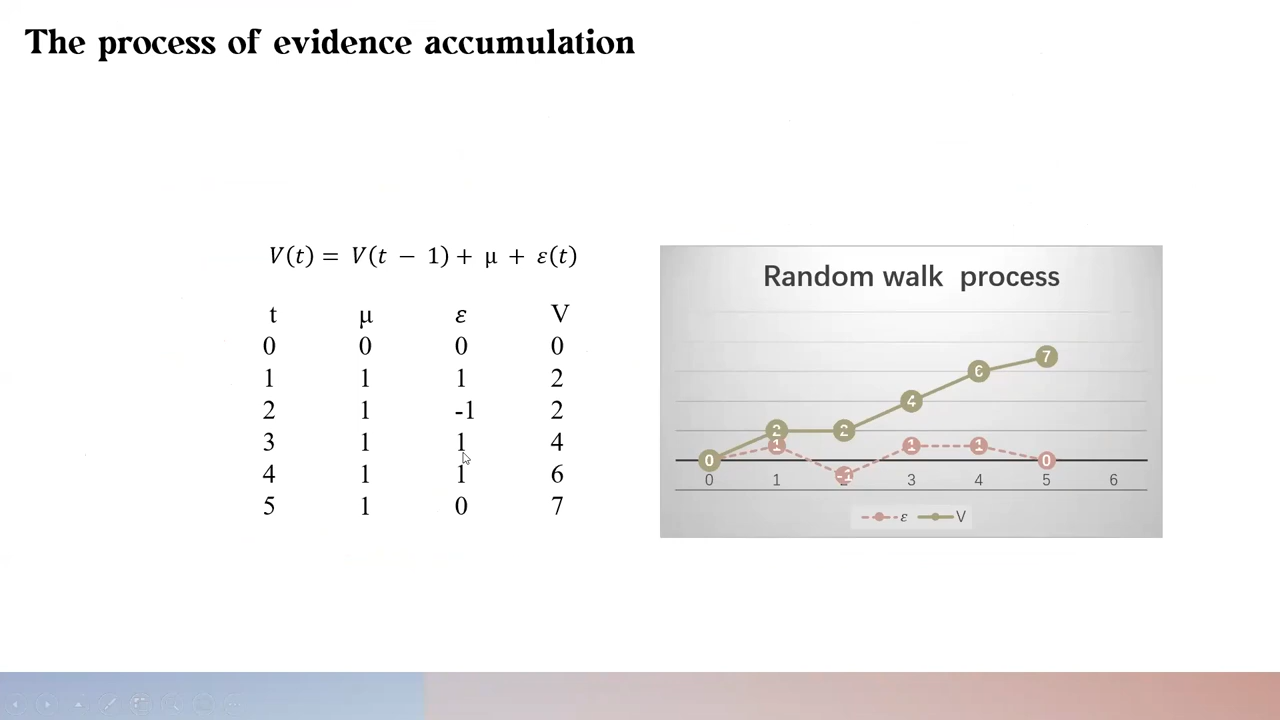 The process of evidence accumulation
V(t) = V(t − 1) + μ + ε(t)
t μ ε V
0 0 0 0
1 1 1 2
2 1 -1 2
3 1 1 4
4 1 1 6
5 1 0 7
Random walk process
7
6
4
2 2
1 1 1
0 0
-1
0 1 3 4 5 6
ε V